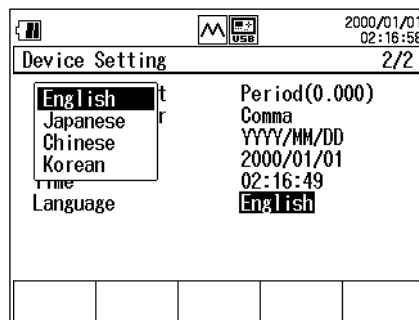 USB
2000/01/01
02:16:58
Device Setting 2/2
English
Japanese
Chinese
Korean
t Period(0.000)
r Comma
YYYY/MM/DD
2000/01/01
Time 02:16:49
Language English